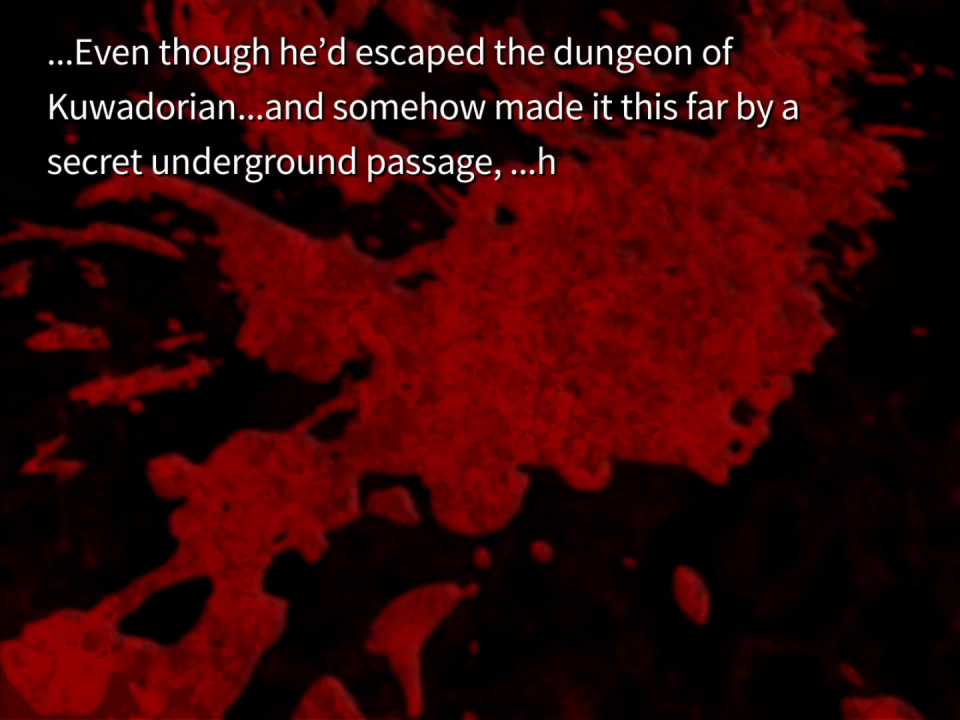 ...Even though he’d escaped the dungeon of
Kuwadorian...and somehow made it this far by a
secret underground passage, ...h